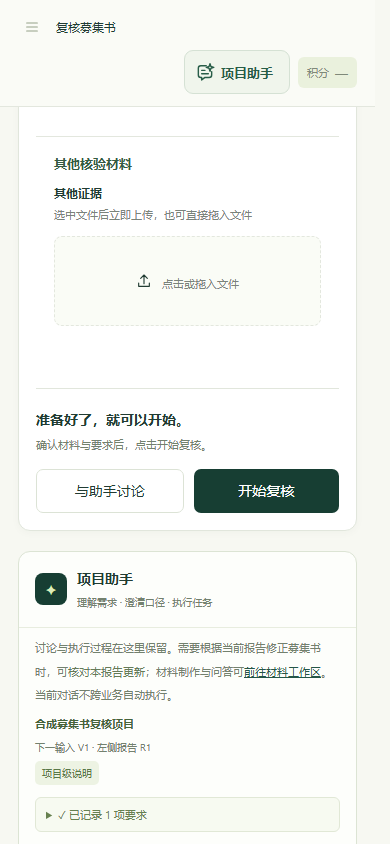 复核募集书
项目助手
积分 —
其他核验材料
其他证据
选中文件后立即上传，也可直接拖入文件
点击或拖入文件
准备好了，就可以开始。
确认材料与要求后，点击开始复核。
与助手讨论
开始复核
项目助手
理解需求 · 澄清口径 · 执行任务
讨论与执行过程在这里保留。需要根据当前报告修正募集书
时，可核对本报告更新；材料制作与问答可前往材料工作区。
当前对话不跨业务自动执行。
合成募集书复核项目
下一输入 V1 · 左侧报告 R1
项目级说明
▶ ✓ 已记录 1 项要求